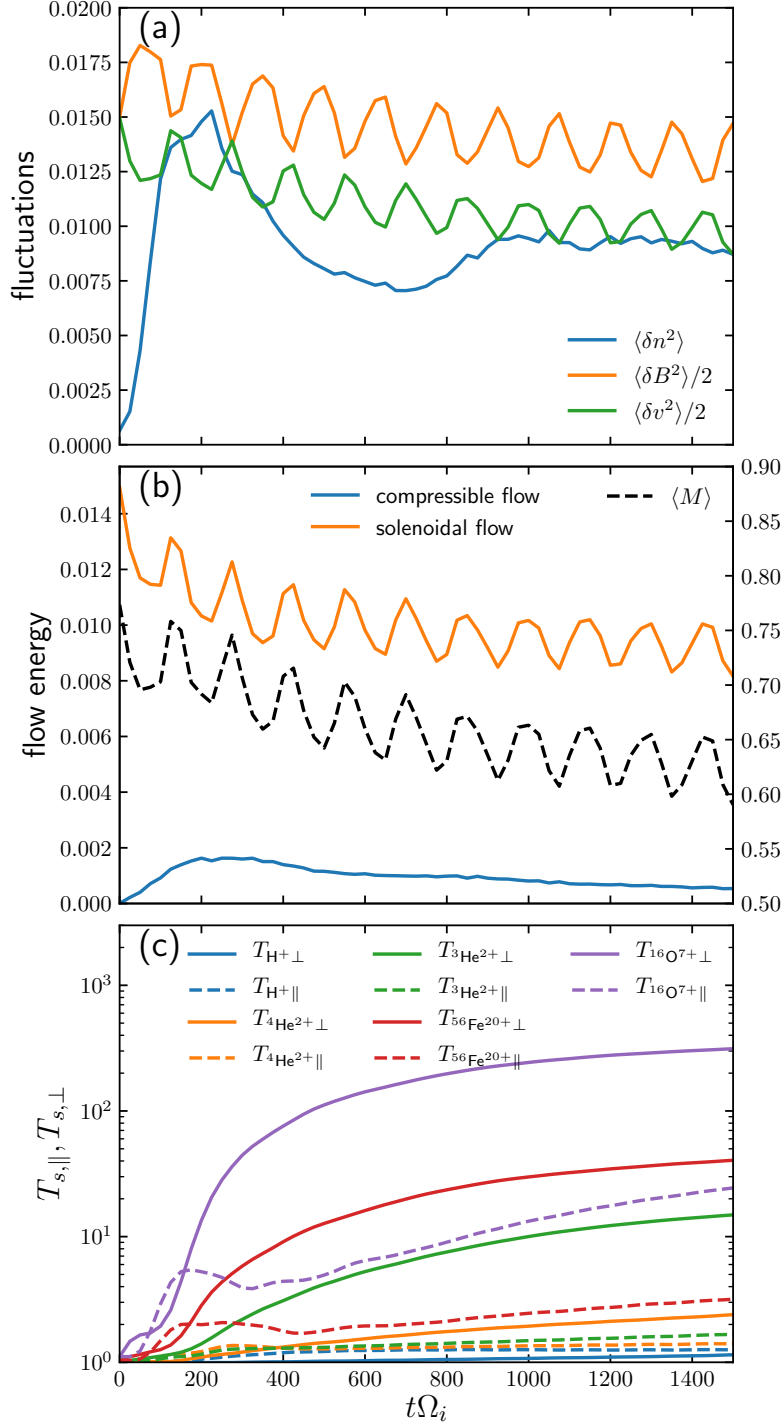 (a)
0.0200
0.0175
0.0150
0.0125
0.0100
0.0075
0.0050
0.0025
0.0000
fluctuations
⟨δn²⟩
⟨δB²⟩/2
⟨δv²⟩/2
(b)
compressible flow
solenoidal flow
⟨M⟩
0.014
0.012
0.010
0.008
0.006
0.004
0.002
0.000
flow energy
0.90
0.85
0.80
0.75
0.70
0.65
0.60
0.55
0.50
(c)
T_{H⁺⊥} T_{³He²⁺⊥} T_{¹⁶O⁷⁺⊥}
T_{H⁺∥} T_{³He²⁺∥} T_{¹⁶O⁷⁺∥}
T_{⁴He²⁺⊥} T_{⁵⁶Fe²⁰⁺⊥}
T_{⁴He²⁺∥} T_{⁵⁶Fe²⁰⁺∥}
10³
10²
10¹
10⁰
T_{s,∥}, T_{s,⊥}
0 200 400 600 800 1000 1200 1400
tΩ_i